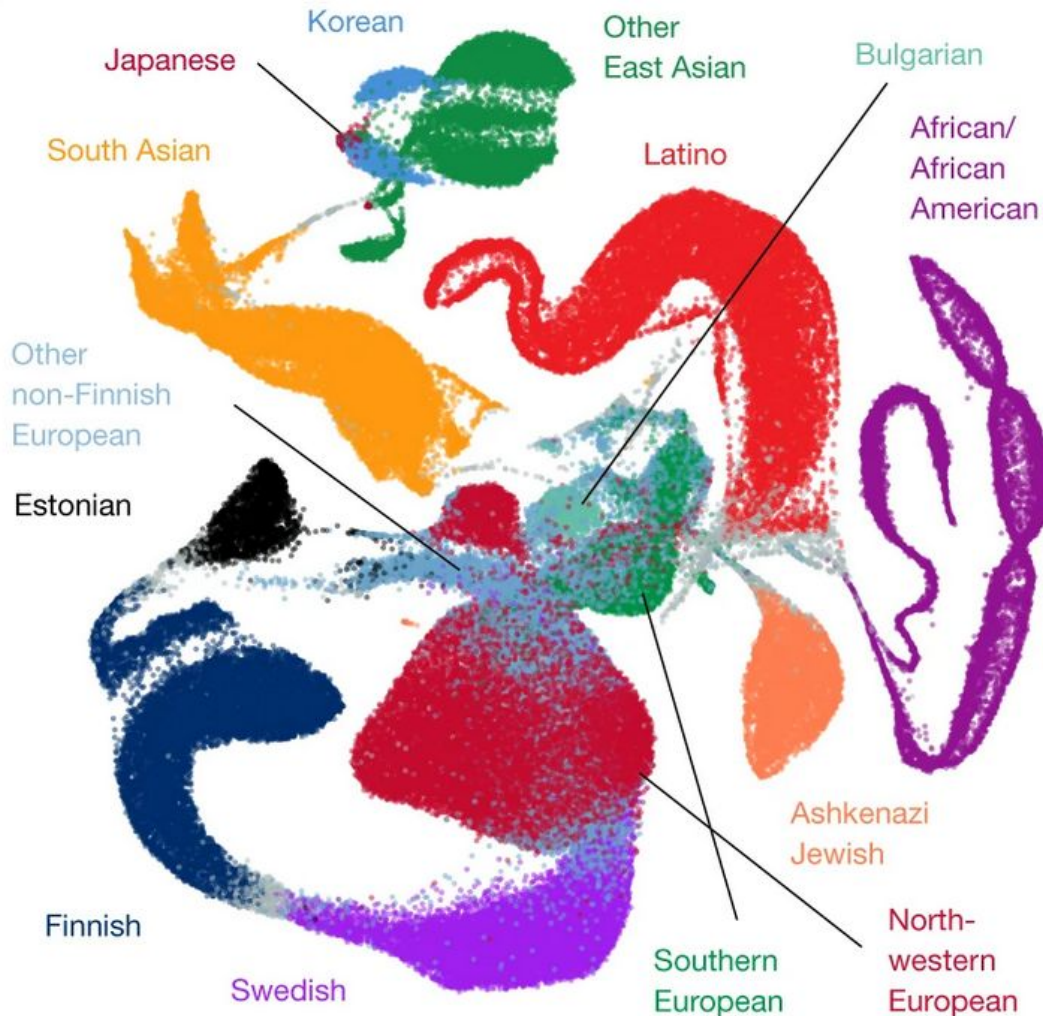 Korean
Other
East Asian
Japanese
Bulgarian
South Asian
Latino
African/
African
American
Other
non-Finnish
European
Estonian
Ashkenazi
Jewish
Finnish
Swedish
Southern
European
North-
western
European